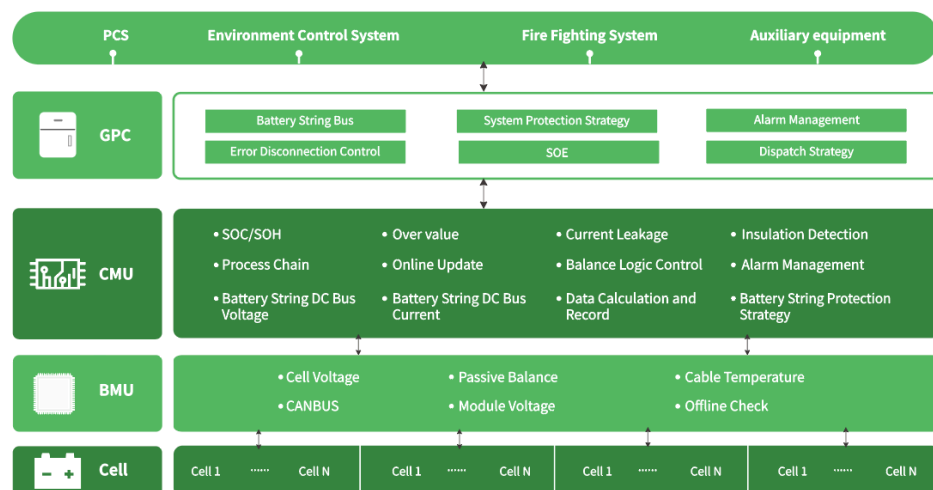 PCS
Environment Control System
Fire Fighting System
Auxiliary equipment
GPC
Battery String Bus
System Protection Strategy
Alarm Management
Error Disconnection Control
SOE
Dispatch Strategy
CMU
• SOC/SOH
• Over value
• Current Leakage
• Insulation Detection
• Process Chain
• Online Update
• Balance Logic Control
• Alarm Management
• Battery String DC Bus
Voltage
• Battery String DC Bus
Current
• Data Calculation and
Record
• Battery String Protection
Strategy
BMU
• Cell Voltage
• Passive Balance
• Cable Temperature
• CANBUS
• Module Voltage
• Offline Check
Cell
Cell 1 ...... Cell N
Cell 1 ...... Cell N
Cell 1 ...... Cell N
Cell 1 ...... Cell N